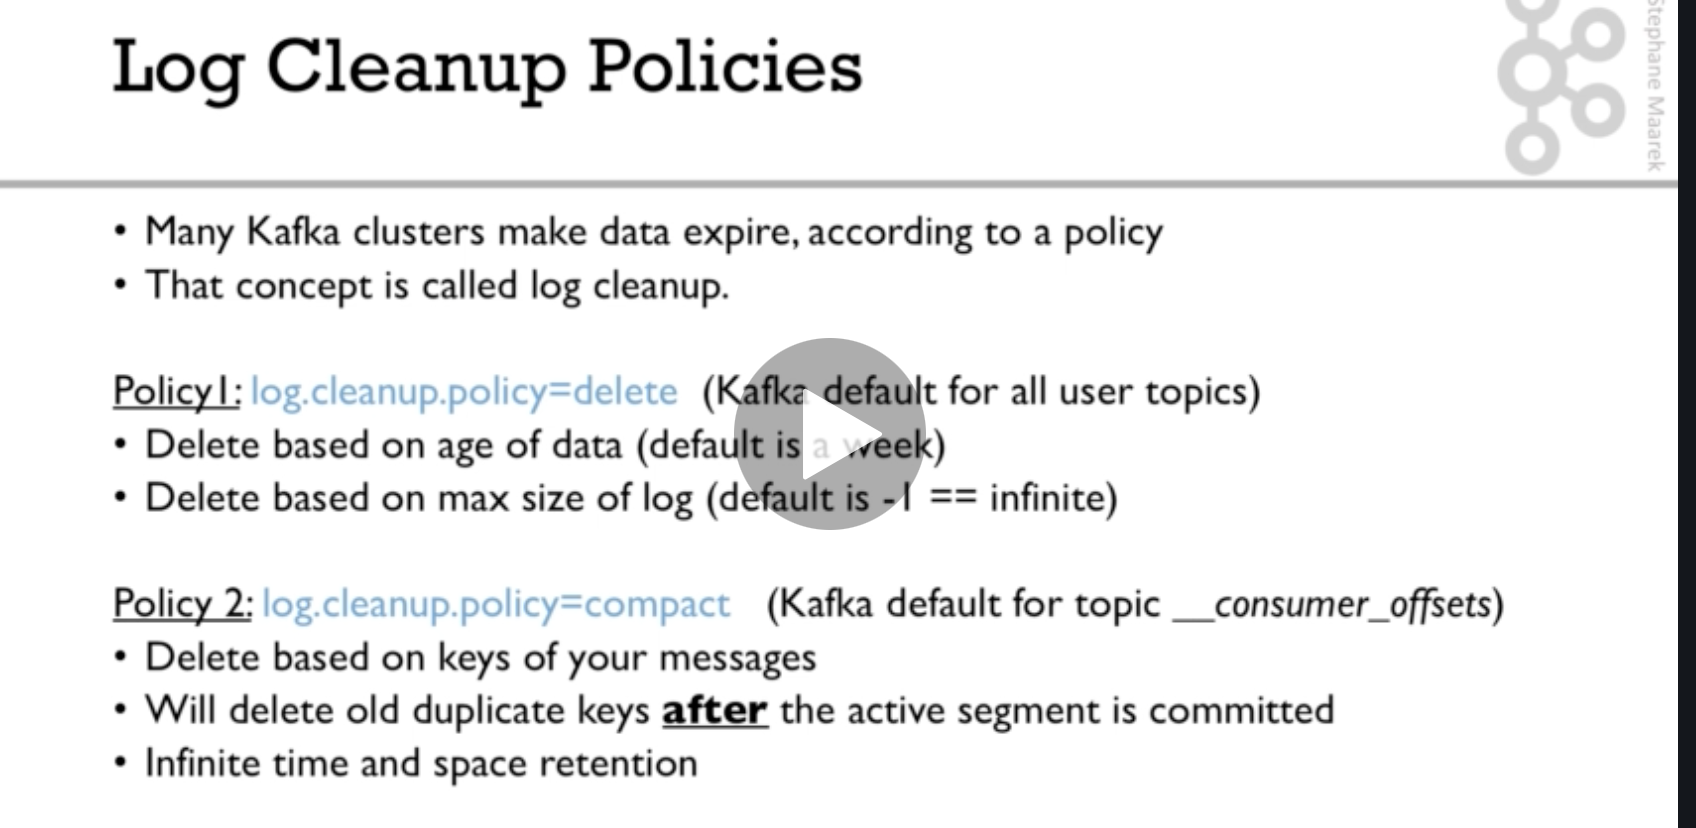 Log Cleanup Policies
Stephane Maarek
• Many Kafka clusters make data expire, according to a policy
• That concept is called log cleanup.
Policy1: log.cleanup.policy=delete (Kafka default for all user topics)
• Delete based on age of data (default is a week)
• Delete based on max size of log (default is -1 == infinite)
Policy 2: log.cleanup.policy=compact (Kafka default for topic __consumer_offsets)
• Delete based on keys of your messages
• Will delete old duplicate keys after the active segment is committed
• Infinite time and space retention